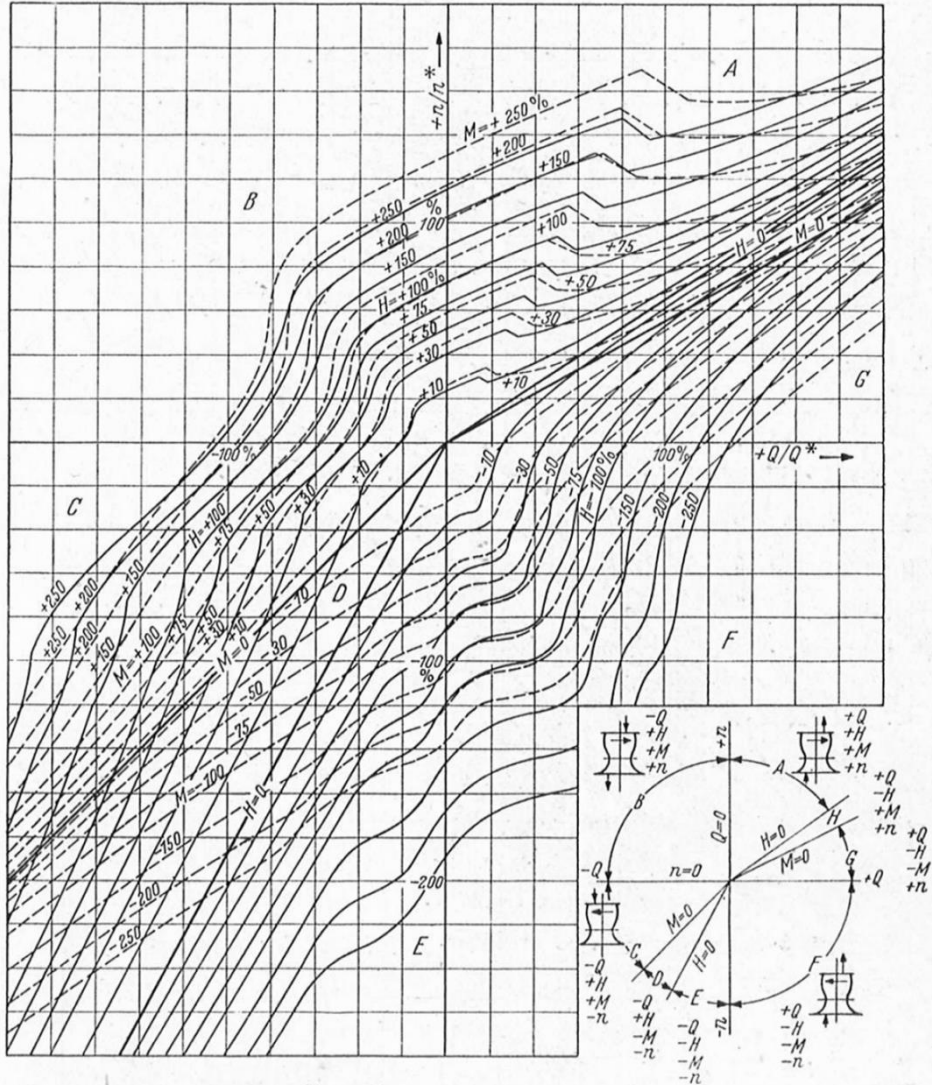 +n/n*
A
M=+250%
+200
+150
B
+250
%
100
+200
+150
+100
+75
H=0
M=0
H=+100%
+75
+50
+50
+30
+30
+10
+10
G
-100%
+10
-10
-30
-50
-75
H=-100%
100%
+Q/Q*
-150
-200
-250
C
H=+100
+75
+50
+30
+250
+200
+150
D
-10
F
+250
+200
+150
M=+100
+75
+50
+30
+10
M=0
-30
-100
%
-50
-75
M=-100
H=0
-150
-200
-250
-200
E
-Q
+H
+M
+n
+n
+Q
+H
+M
+n
A
B
Q=0
H=0
H
M=0
+Q
-H
+M
+n
G
+Q
-H
-M
+n
-Q
n=0
+Q
M=0
H=0
C
D
E
F
-Q
+H
+M
-n
-Q
+H
-M
-n
-Q
-H
-M
-n
-n
+Q
-H
-M
-n